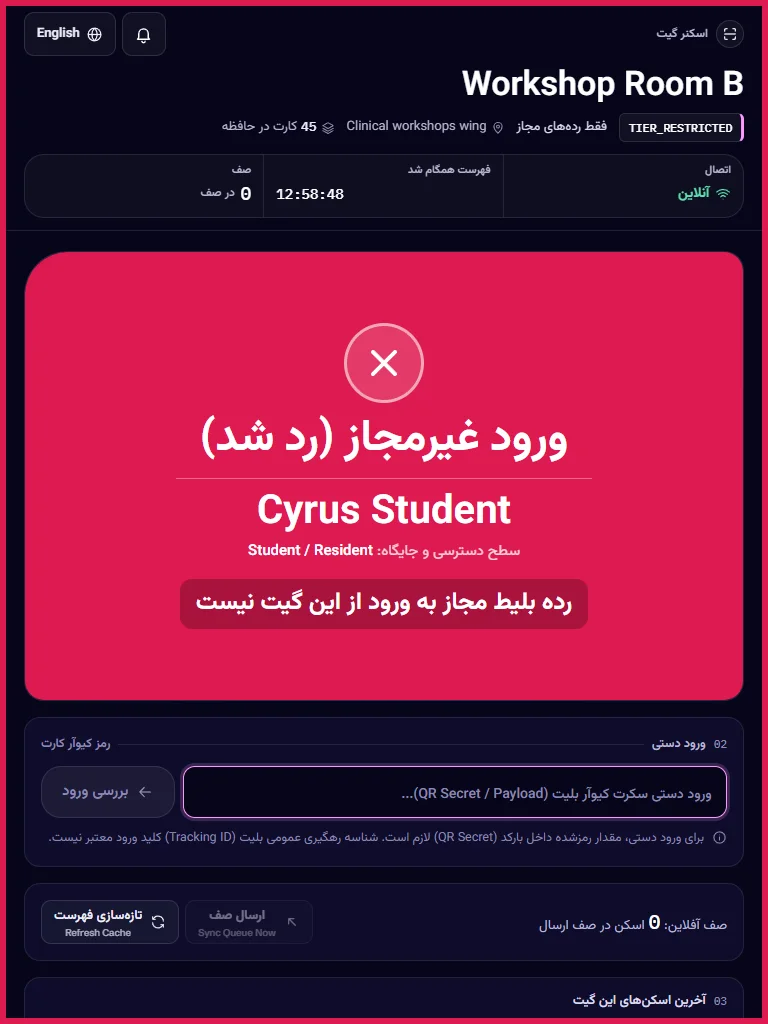 اسکنر گیت
English
Workshop Room B
TIER_RESTRICTED فقط رده‌های مجاز Clinical workshops wing 45 کارت در حافظه
اتصال
آنلاین
فهرست همگام شد
12:58:48
صف
0 در صف
ورود غیرمجاز (رد شد)
Cyrus Student
سطح دسترسی و جایگاه: Student / Resident
رده بلیط مجاز به ورود از این گیت نیست
02 ورود دستی
رمز کیوآر کارت
ورود دستی سکرت کیوآر بلیت (QR Secret / Payload)...
بررسی ورود
برای ورود دستی، مقدار رمزشده داخل بارکد (QR Secret) لازم است. شناسه رهگیری عمومی بلیت (Tracking ID) کلید ورود معتبر نیست.
صف آفلاین: 0 اسکن در صف ارسال
ارسال صف
Sync Queue Now
تازه‌سازی فهرست
Refresh Cache
03 آخرین اسکن‌های این گیت